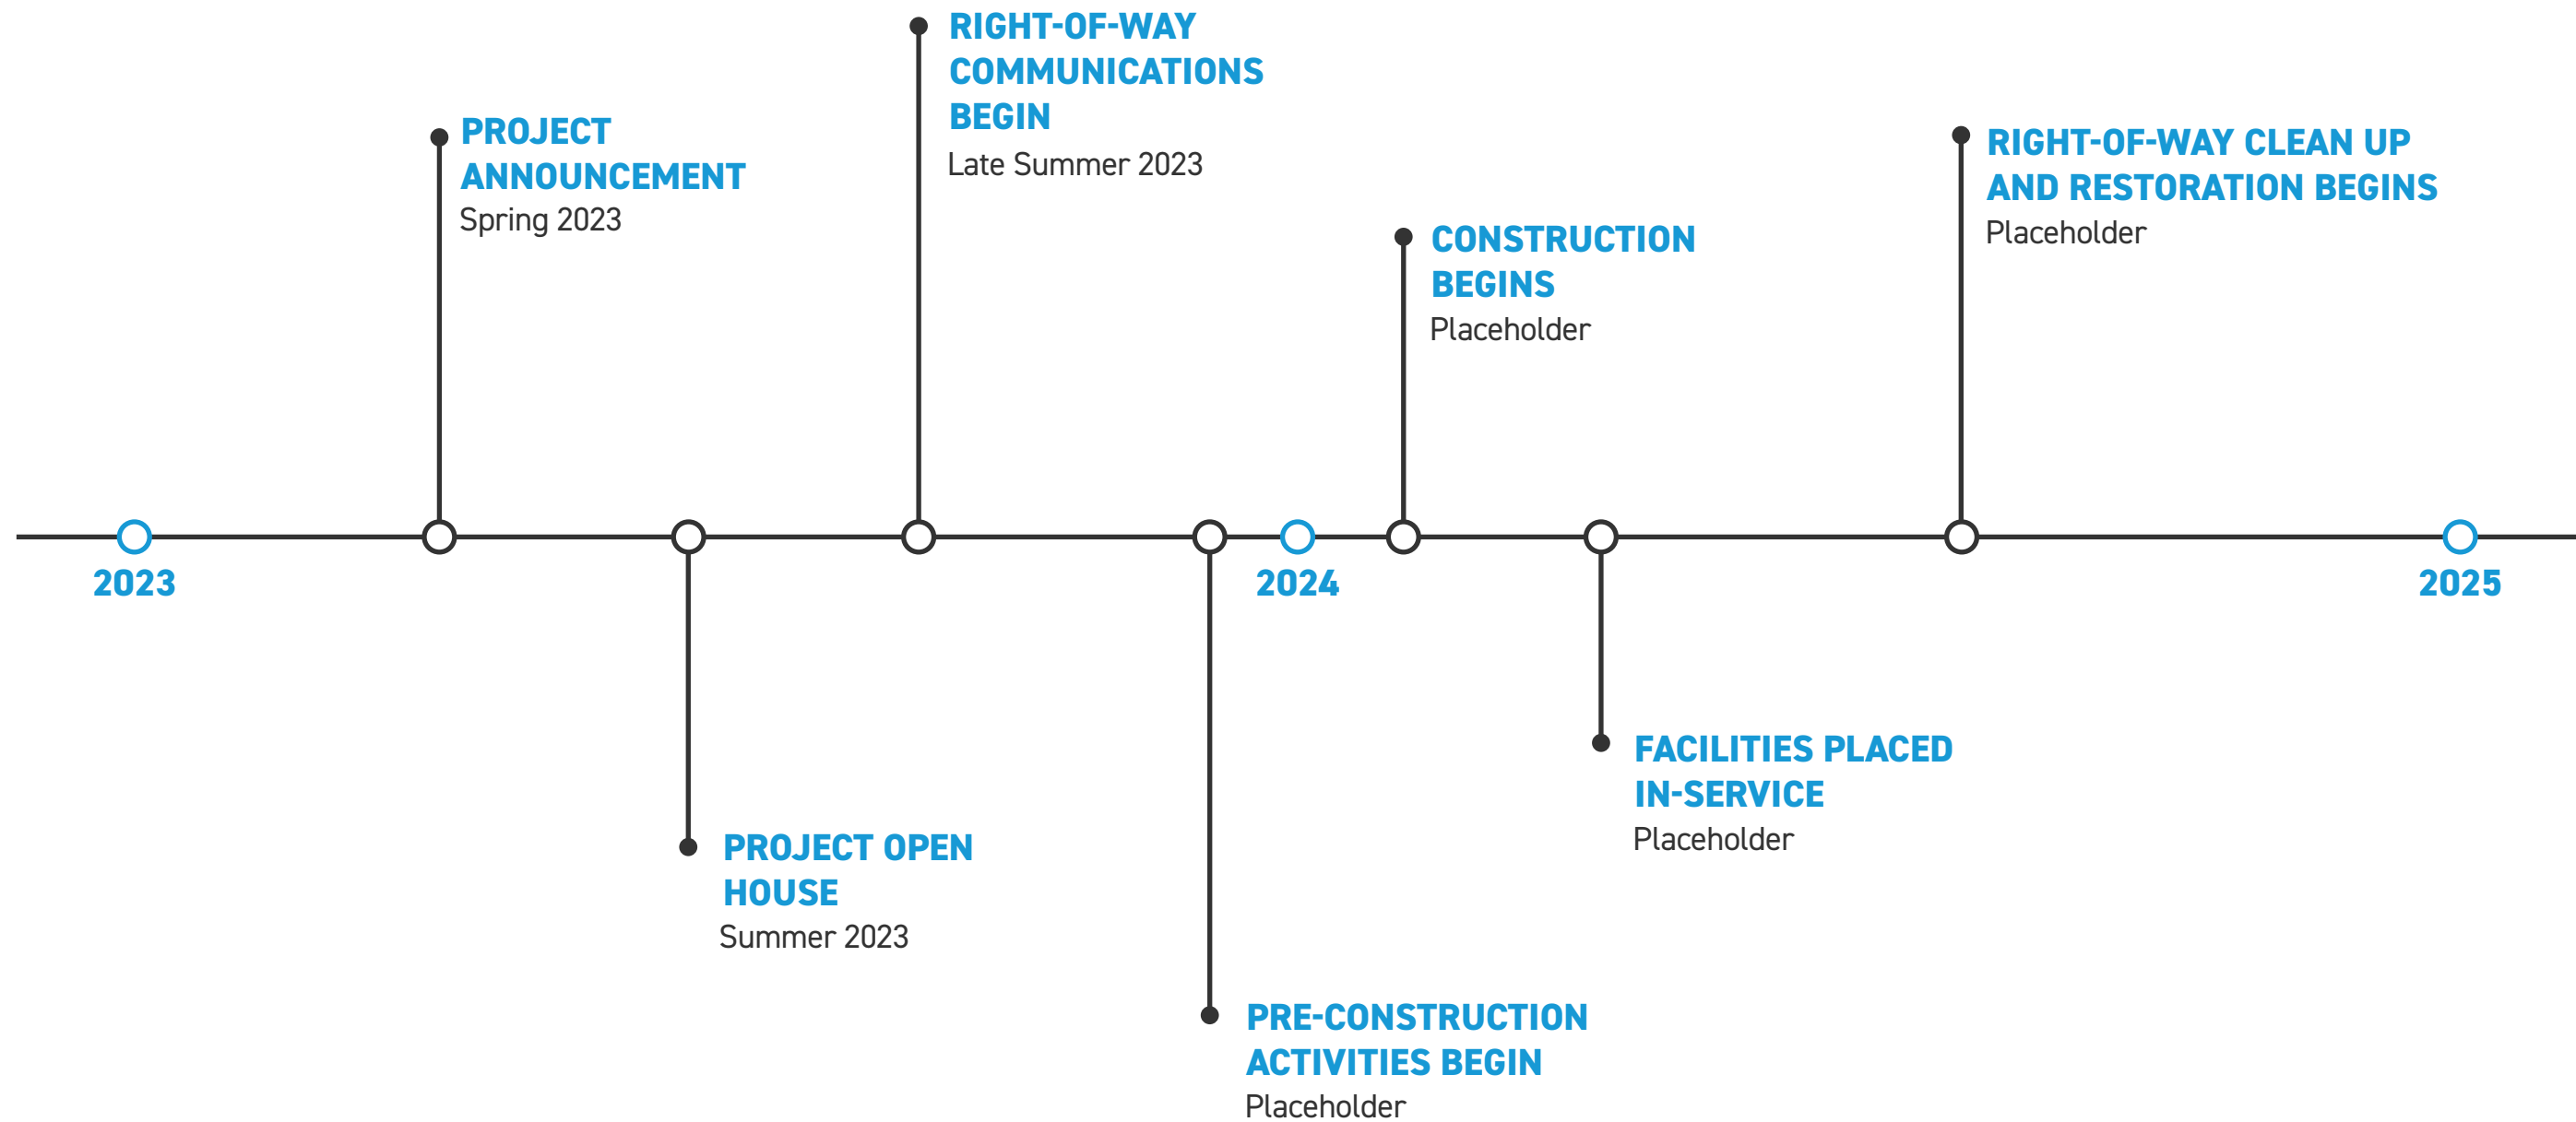 RIGHT-OF-WAY
COMMUNICATIONS
BEGIN
Late Summer 2023
PROJECT
ANNOUNCEMENT
Spring 2023
RIGHT-OF-WAY CLEAN UP
AND RESTORATION BEGINS
Placeholder
CONSTRUCTION
BEGINS
Placeholder
2023
2024
2025
FACILITIES PLACED
IN-SERVICE
Placeholder
PROJECT OPEN
HOUSE
Summer 2023
PRE-CONSTRUCTION
ACTIVITIES BEGIN
Placeholder